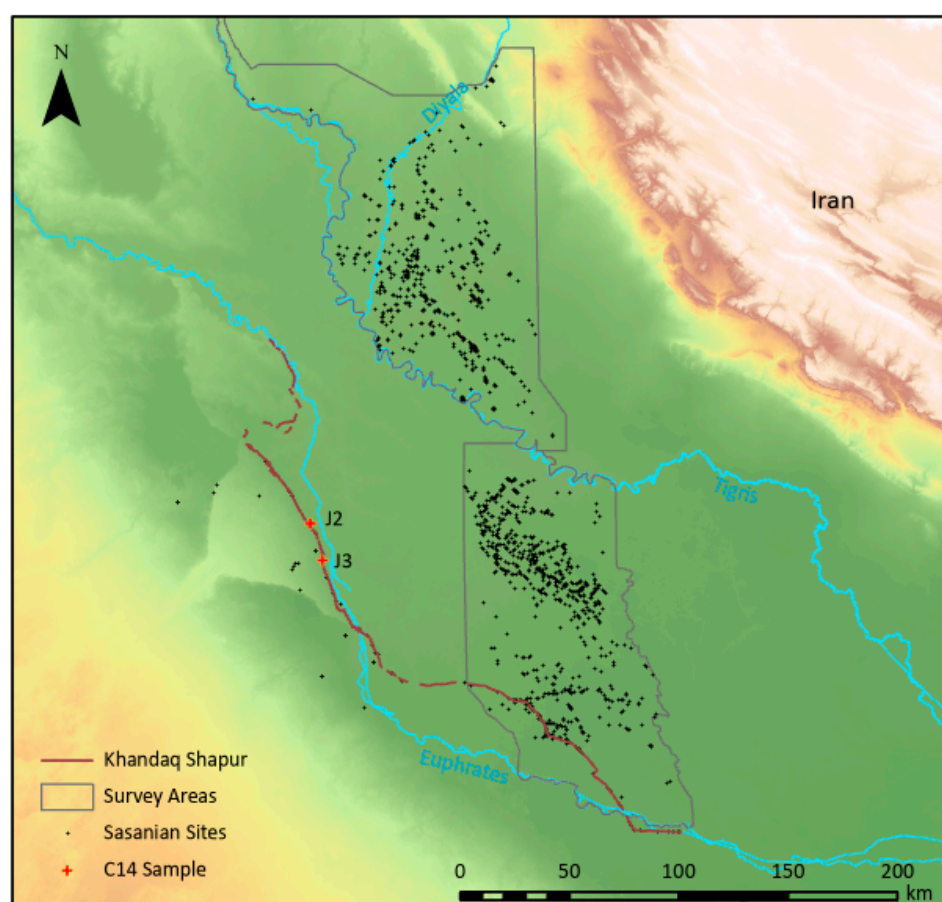 N
Diyala
Iran
J2
J3
Tigris
Euphrates
Khandaq Shapur
Survey Areas
Sasanian Sites
C14 Sample
0 50 100 200
km